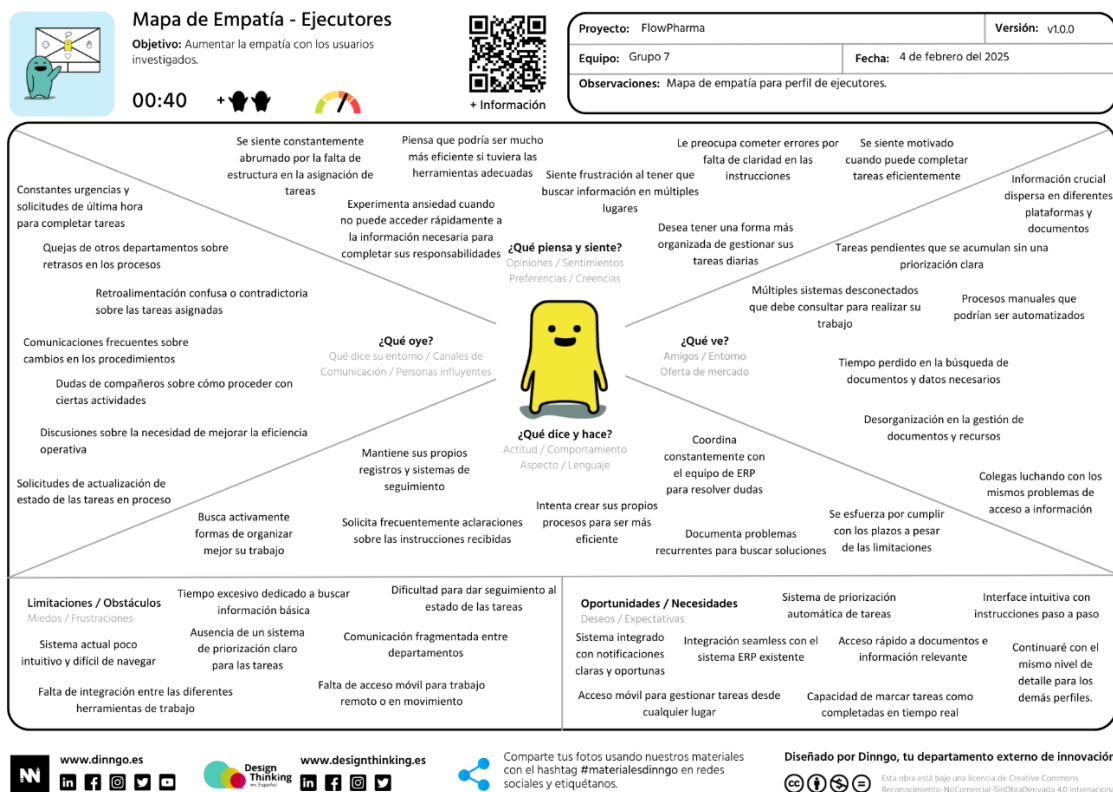 Mapa de Empatía - Ejecutores
Objetivo: Aumentar la empatía con los usuarios
investigados.
00:40
+
+ Información
Proyecto: FlowPharma
Versión: v1.0.0
Equipo: Grupo 7
Fecha: 4 de febrero del 2025
Observaciones: Mapa de empatía para perfil de ejecutores.
Se siente constantemente
abrumado por la falta de
estructura en la asignación de
tareas
Piensa que podría ser mucho
más eficiente si tuviera las
herramientas adecuadas
Siente frustración al tener que
buscar información en múltiples
lugares
Le preocupa cometer errores por
falta de claridad en las
instrucciones
Se siente motivado
cuando puede completar
tareas eficientemente
Experimenta ansiedad cuando
no puede acceder rápidamente a
la información necesaria para
completar sus responsabilidades
Desea tener una forma más
organizada de gestionar sus
tareas diarias
¿Qué piensa y siente?
Opiniones / Sentimientos
Preferencias / Creencias
Constantes urgencias y
solicitudes de última hora
para completar tareas
Quejas de otros departamentos sobre
retrasos en los procesos
Retroalimentación confusa o contradictoria
sobre las tareas asignadas
Comunicaciones frecuentes sobre
cambios en los procedimientos
Dudas de compañeros sobre cómo proceder con
ciertas actividades
Discusiones sobre la necesidad de mejorar la eficiencia
operativa
Solicitudes de actualización de
estado de las tareas en proceso
¿Qué oye?
Qué dice su entorno / Canales de
Comunicación / Personas influyentes
¿Qué ve?
Amigos / Entorno
Oferta de mercado
Información crucial
dispersa en diferentes
plataformas y
documentos
Tareas pendientes que se acumulan sin una
priorización clara
Múltiples sistemas desconectados
que debe consultar para realizar su
trabajo
Procesos manuales que
podrían ser automatizados
Tiempo perdido en la búsqueda de
documentos y datos necesarios
Desorganización en la gestión de
documentos y recursos
Colegas luchando con los
mismos problemas de
acceso a información
¿Qué dice y hace?
Actitud / Comportamiento
Aspecto / Lenguaje
Mantiene sus propios
registros y sistemas de
seguimiento
Coordina
constantemente con
el equipo de ERP
para resolver dudas
Busca activamente
formas de organizar
mejor su trabajo
Solicita frecuentemente aclaraciones
sobre las instrucciones recibidas
Intenta crear sus propios
procesos para ser más
eficiente
Documenta problemas
recurrentes para buscar soluciones
Se esfuerza por cumplir
con los plazos a pesar
de las limitaciones
Limitaciones / Obstáculos
Miedos / Frustraciones
Tiempo excesivo dedicado a buscar
información básica
Dificultad para dar seguimiento al
estado de las tareas
Sistema actual poco
intuitivo y difícil de navegar
Ausencia de un sistema
de priorización claro
para las tareas
Comunicación fragmentada entre
departamentos
Falta de integración entre las diferentes
herramientas de trabajo
Falta de acceso móvil para trabajo
remoto o en movimiento
Oportunidades / Necesidades
Deseos / Expectativas
Sistema de priorización
automática de tareas
Interface intuitiva con
instrucciones paso a paso
Sistema integrado
con notificaciones
claras y oportunas
Integración seamless con el
sistema ERP existente
Acceso rápido a documentos e
información relevante
Continuaré con el
mismo nivel de
detalle para los
demás perfiles.
Acceso móvil para gestionar tareas desde
cualquier lugar
Capacidad de marcar tareas como
completadas en tiempo real
www.dinngo.es
Design
Thinking
en Español
www.designthinking.es
Comparte tus fotos usando nuestros materiales
con el hashtag #materialesdinngo en redes
sociales y etiquétanos.
Diseñado por Dinngo, tu departamento externo de innovación
Esta obra está bajo una licencia de Creative Commons
Reconocimiento-NoComercial-SinObraDerivada 4.0 Internacional